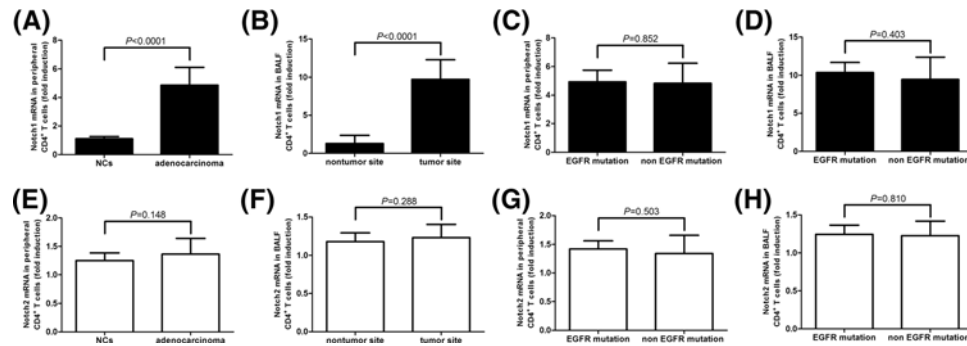 (A)
Notch1 mRNA in peripheral
CD4+ T cells (fold induction)
8
6
4
2
0
P<0.0001
NCs
adenocarcinoma
(B)
Notch1 mRNA in BALF
CD4+ T cells (fold induction)
15
10
5
0
P<0.0001
nontumor site
tumor site
(C)
Notch1 mRNA in peripheral
CD4+ T cells (fold induction)
8
6
4
2
0
P=0.852
EGFR mutation
non EGFR mutation
(D)
Notch1 mRNA in BALF
CD4+ T cells (fold induction)
15
10
5
0
P=0.403
EGFR mutation
non EGFR mutation
(E)
Notch2 mRNA in peripheral
CD4+ T cells (fold induction)
2.0
1.5
1.0
0.5
0.0
P=0.148
NCs
adenocarcinoma
(F)
Notch2 mRNA in BALF
CD4+ T cells (fold induction)
1.5
1.0
0.5
0.0
P=0.288
nontumor site
tumor site
(G)
Notch2 mRNA in peripheral
CD4+ T cells (fold induction)
2.0
1.5
1.0
0.5
0.0
P=0.503
EGFR mutation
non EGFR mutation
(H)
Notch2 mRNA in BALF
CD4+ T cells (fold induction)
1.5
1.0
0.5
0.0
P=0.810
EGFR mutation
non EGFR mutation